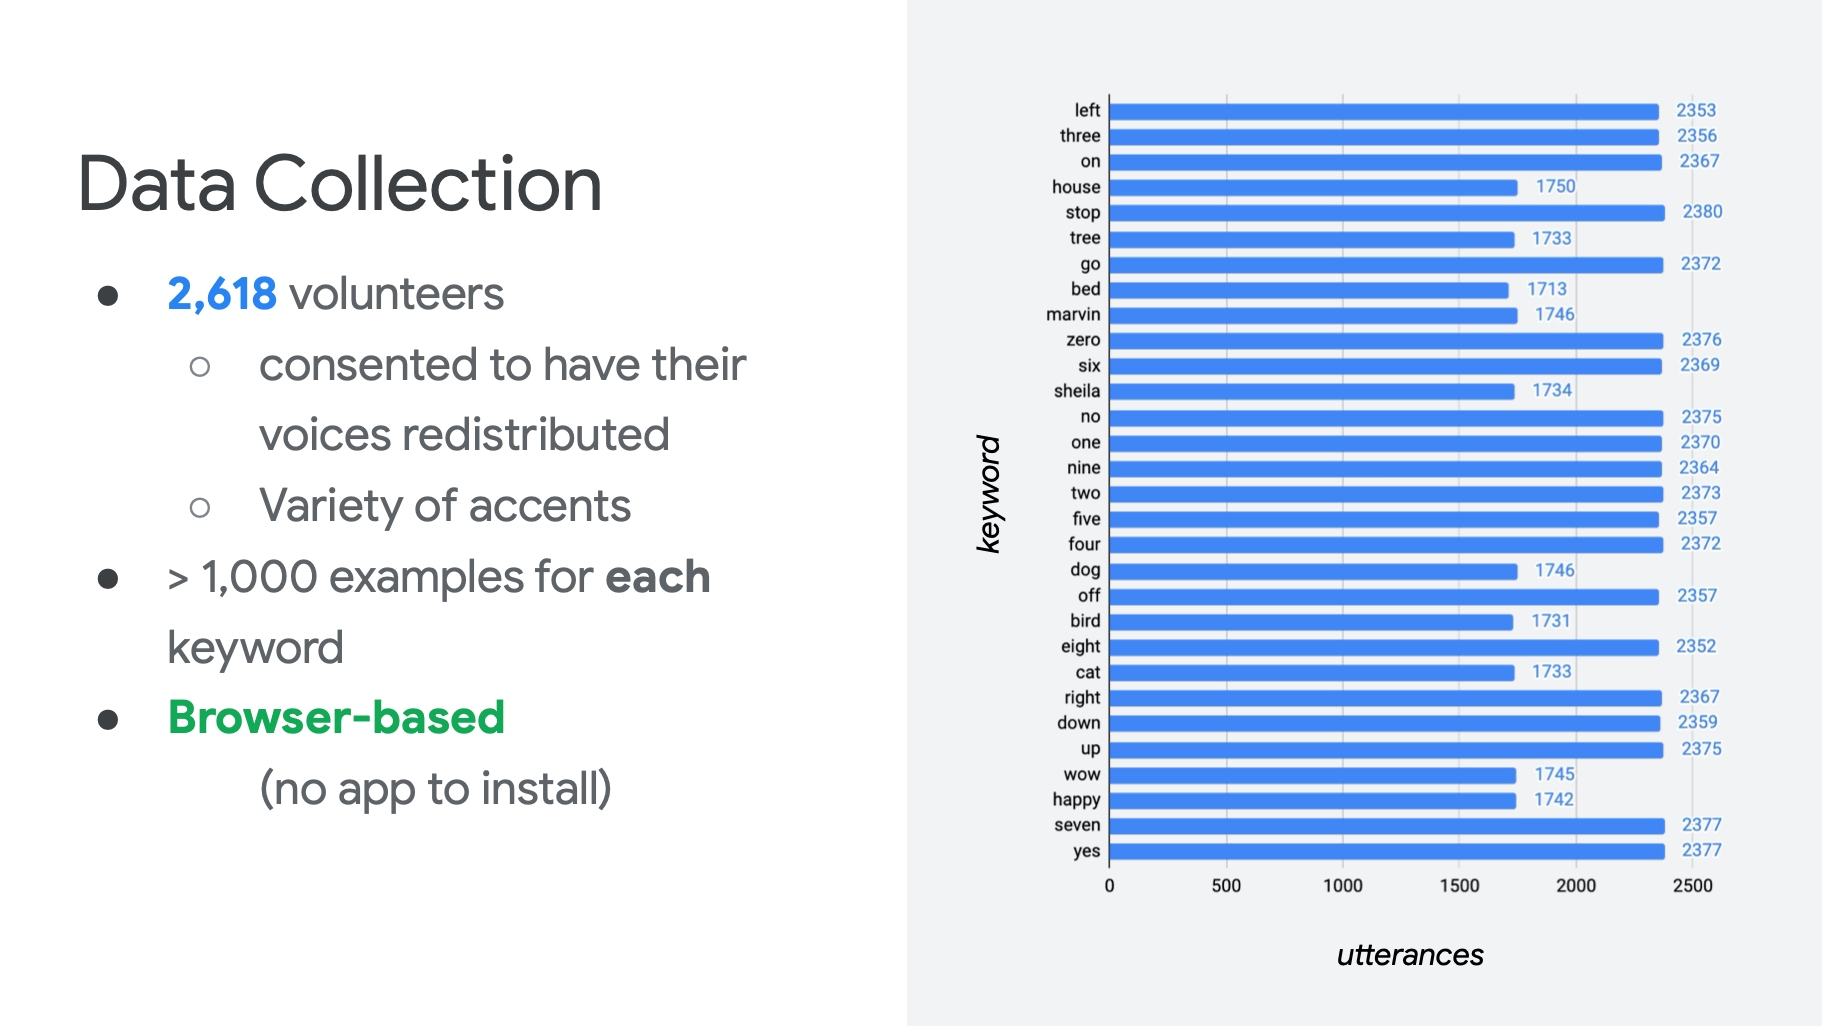 Data Collection
● 2,618 volunteers
○ consented to have their
voices redistributed
○ Variety of accents
● > 1,000 examples for each
keyword
● Browser-based
(no app to install)
keyword
left 2353
three 2356
on 2367
house 1750
stop 2380
tree 1733
go 2372
bed 1713
marvin 1746
zero 2376
six 2369
sheila 1734
no 2375
one 2370
nine 2364
two 2373
five 2357
four 2372
dog 1746
off 2357
bird 1731
eight 2352
cat 1733
right 2367
down 2359
up 2375
wow 1745
happy 1742
seven 2377
yes 2377
0 500 1000 1500 2000 2500
utterances